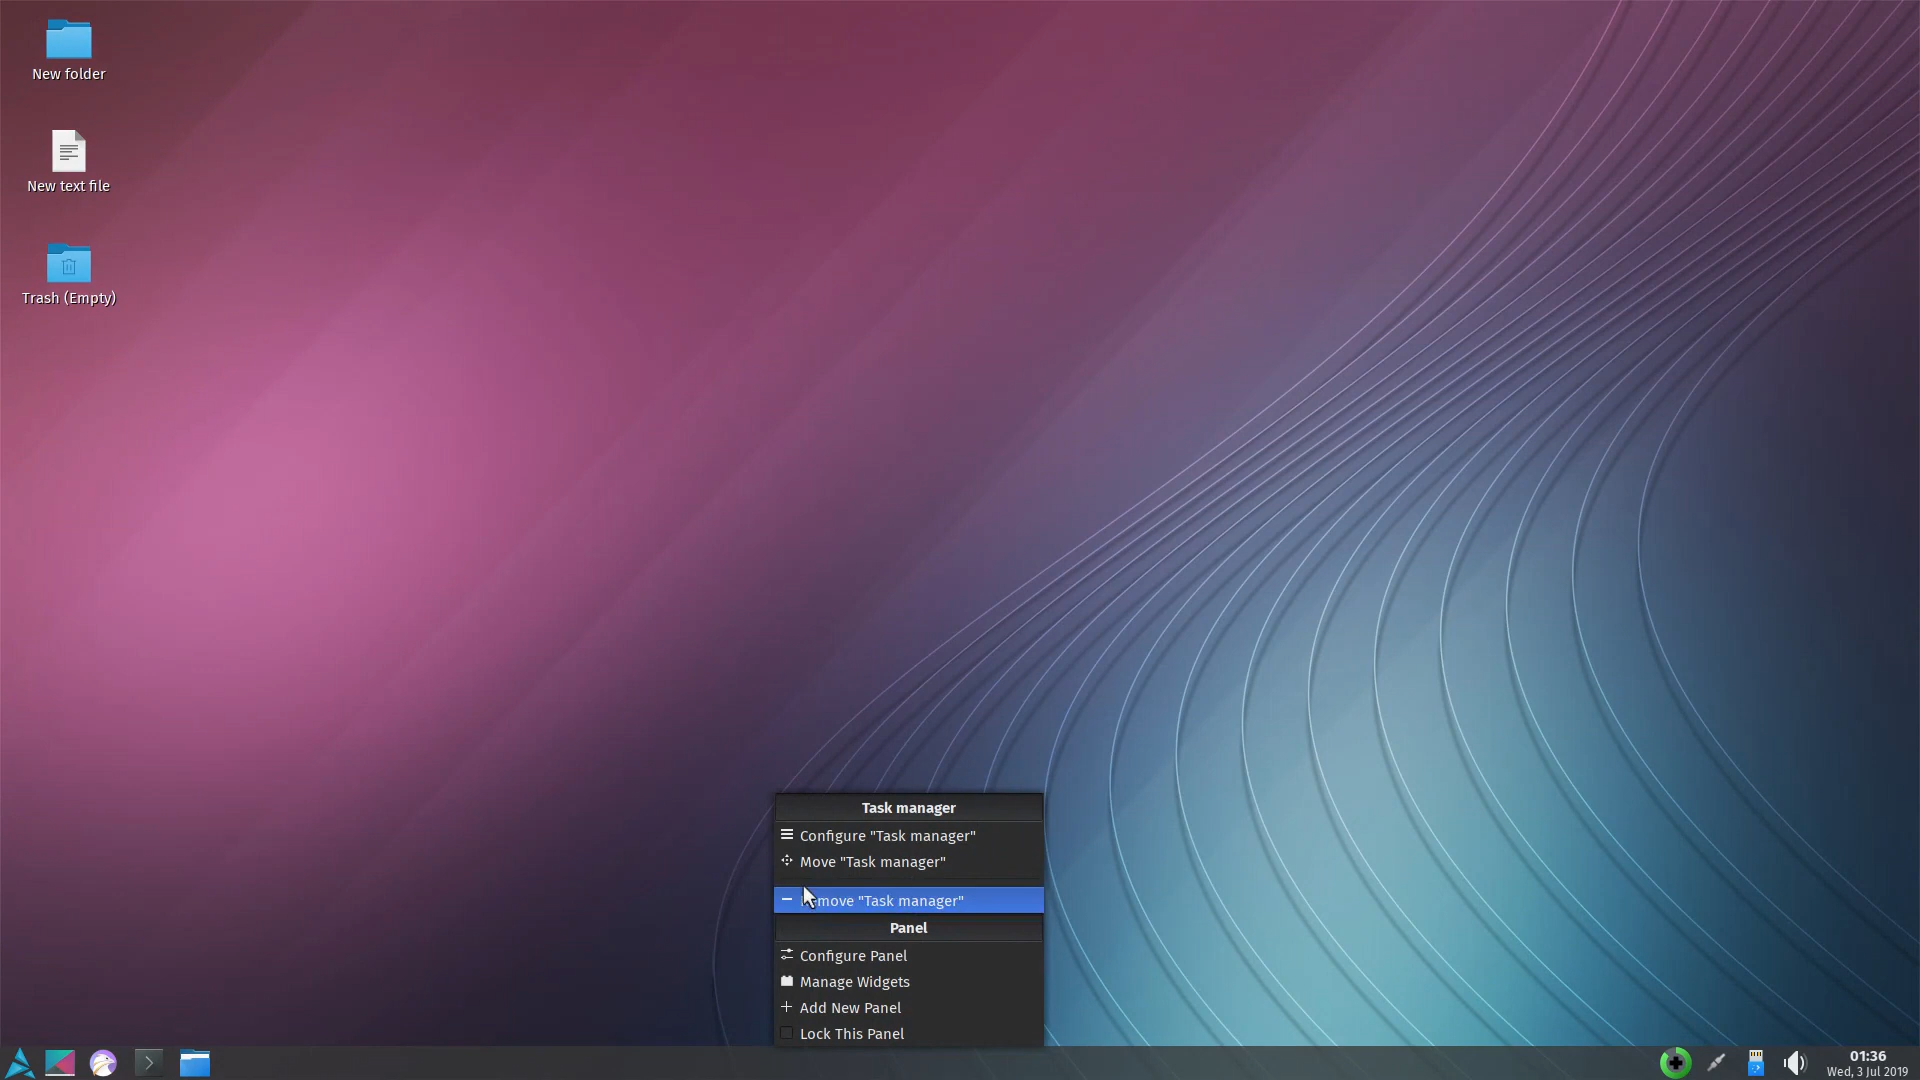 New folder
New text file
Trash (Empty)
Task manager
Configure "Task manager"
Move "Task manager"
move "Task manager"
Panel
Configure Panel
Manage Widgets
Add New Panel
Lock This Panel
01:36
Wed, 3 Jul 2019